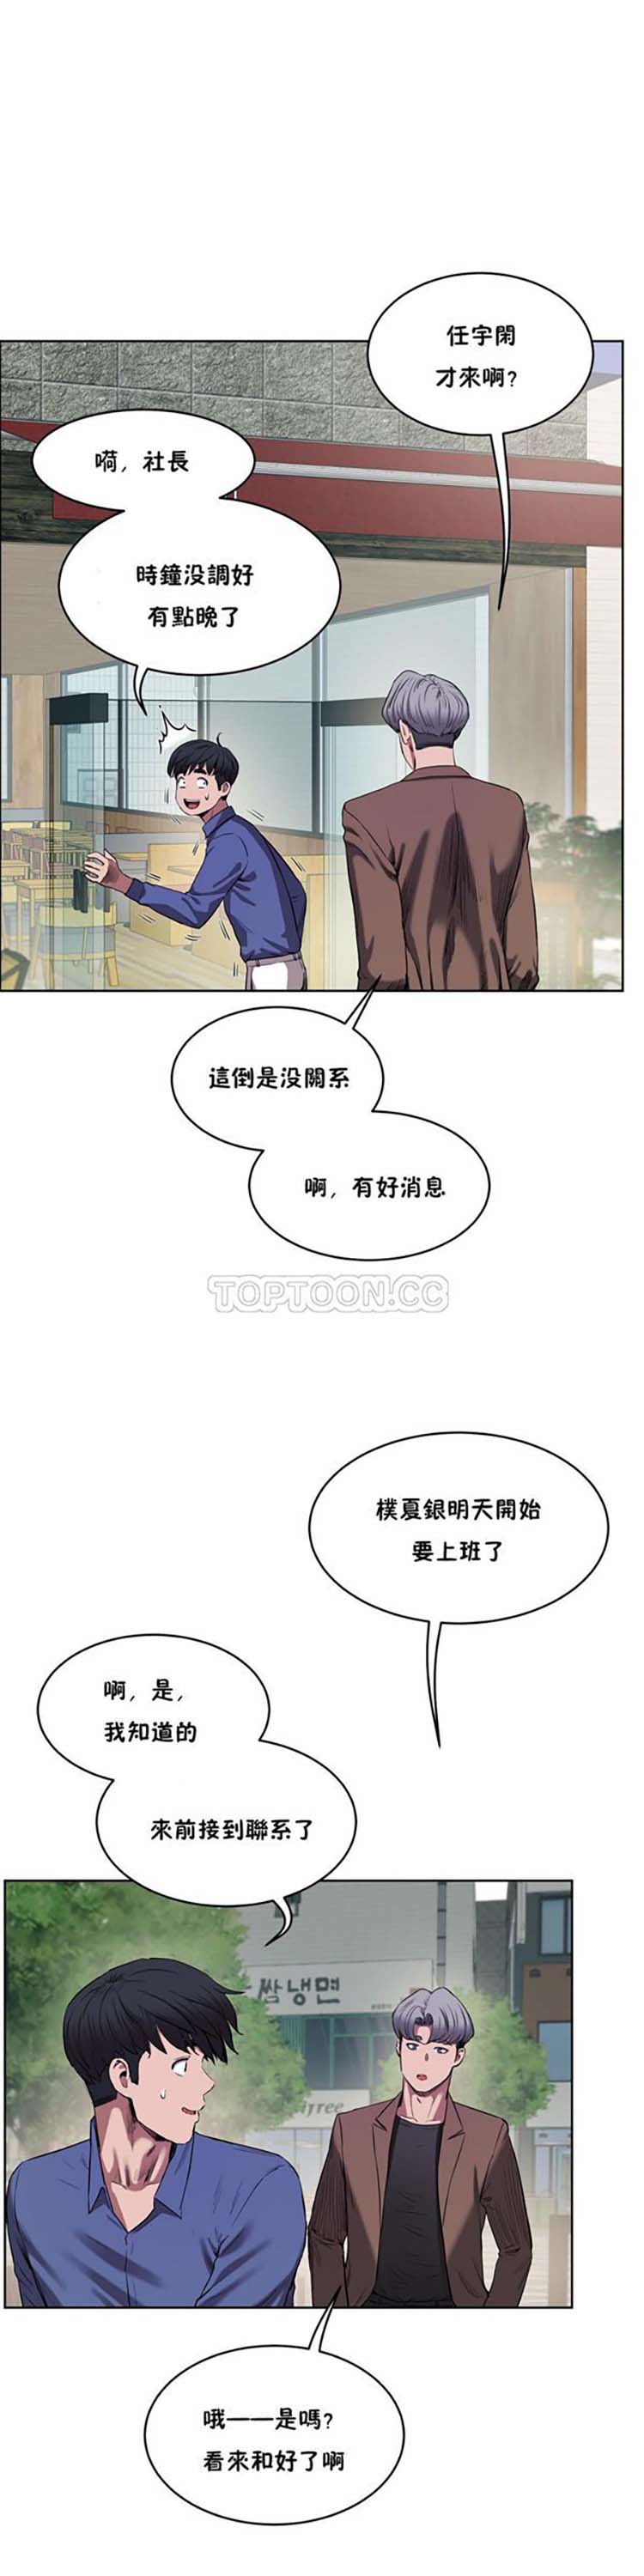 任宇閑
才來啊?
嗬，社長
時鐘没調好
有點晚了
這倒是没關系
啊，有好消息
TOPTOON.CC
樸夏銀明天開始
要上班了
啊，是，
我知道的
來前接到聯系了
쌈냉면
哦——是嗎?
看來和好了啊